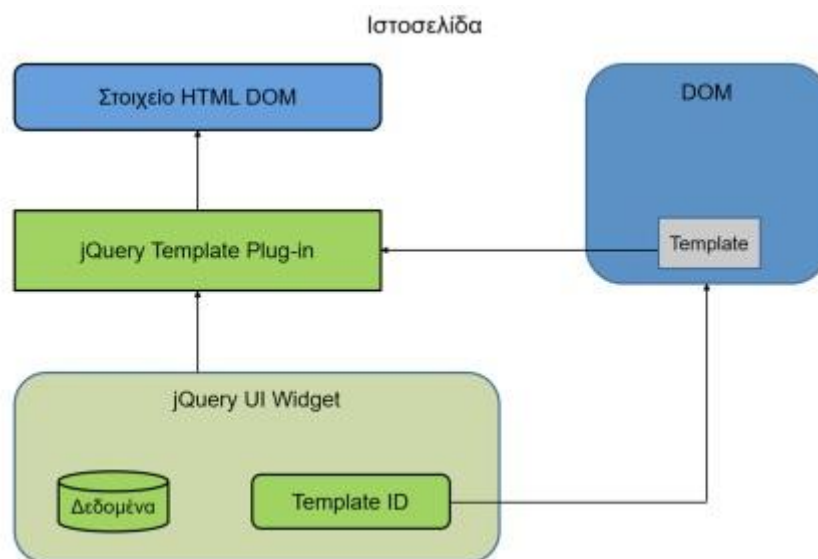 Ιστοσελίδα
Στοιχείο HTML DOM
DOM
jQuery Template Plug-in
Template
jQuery UI Widget
Δεδομένα
Template ID